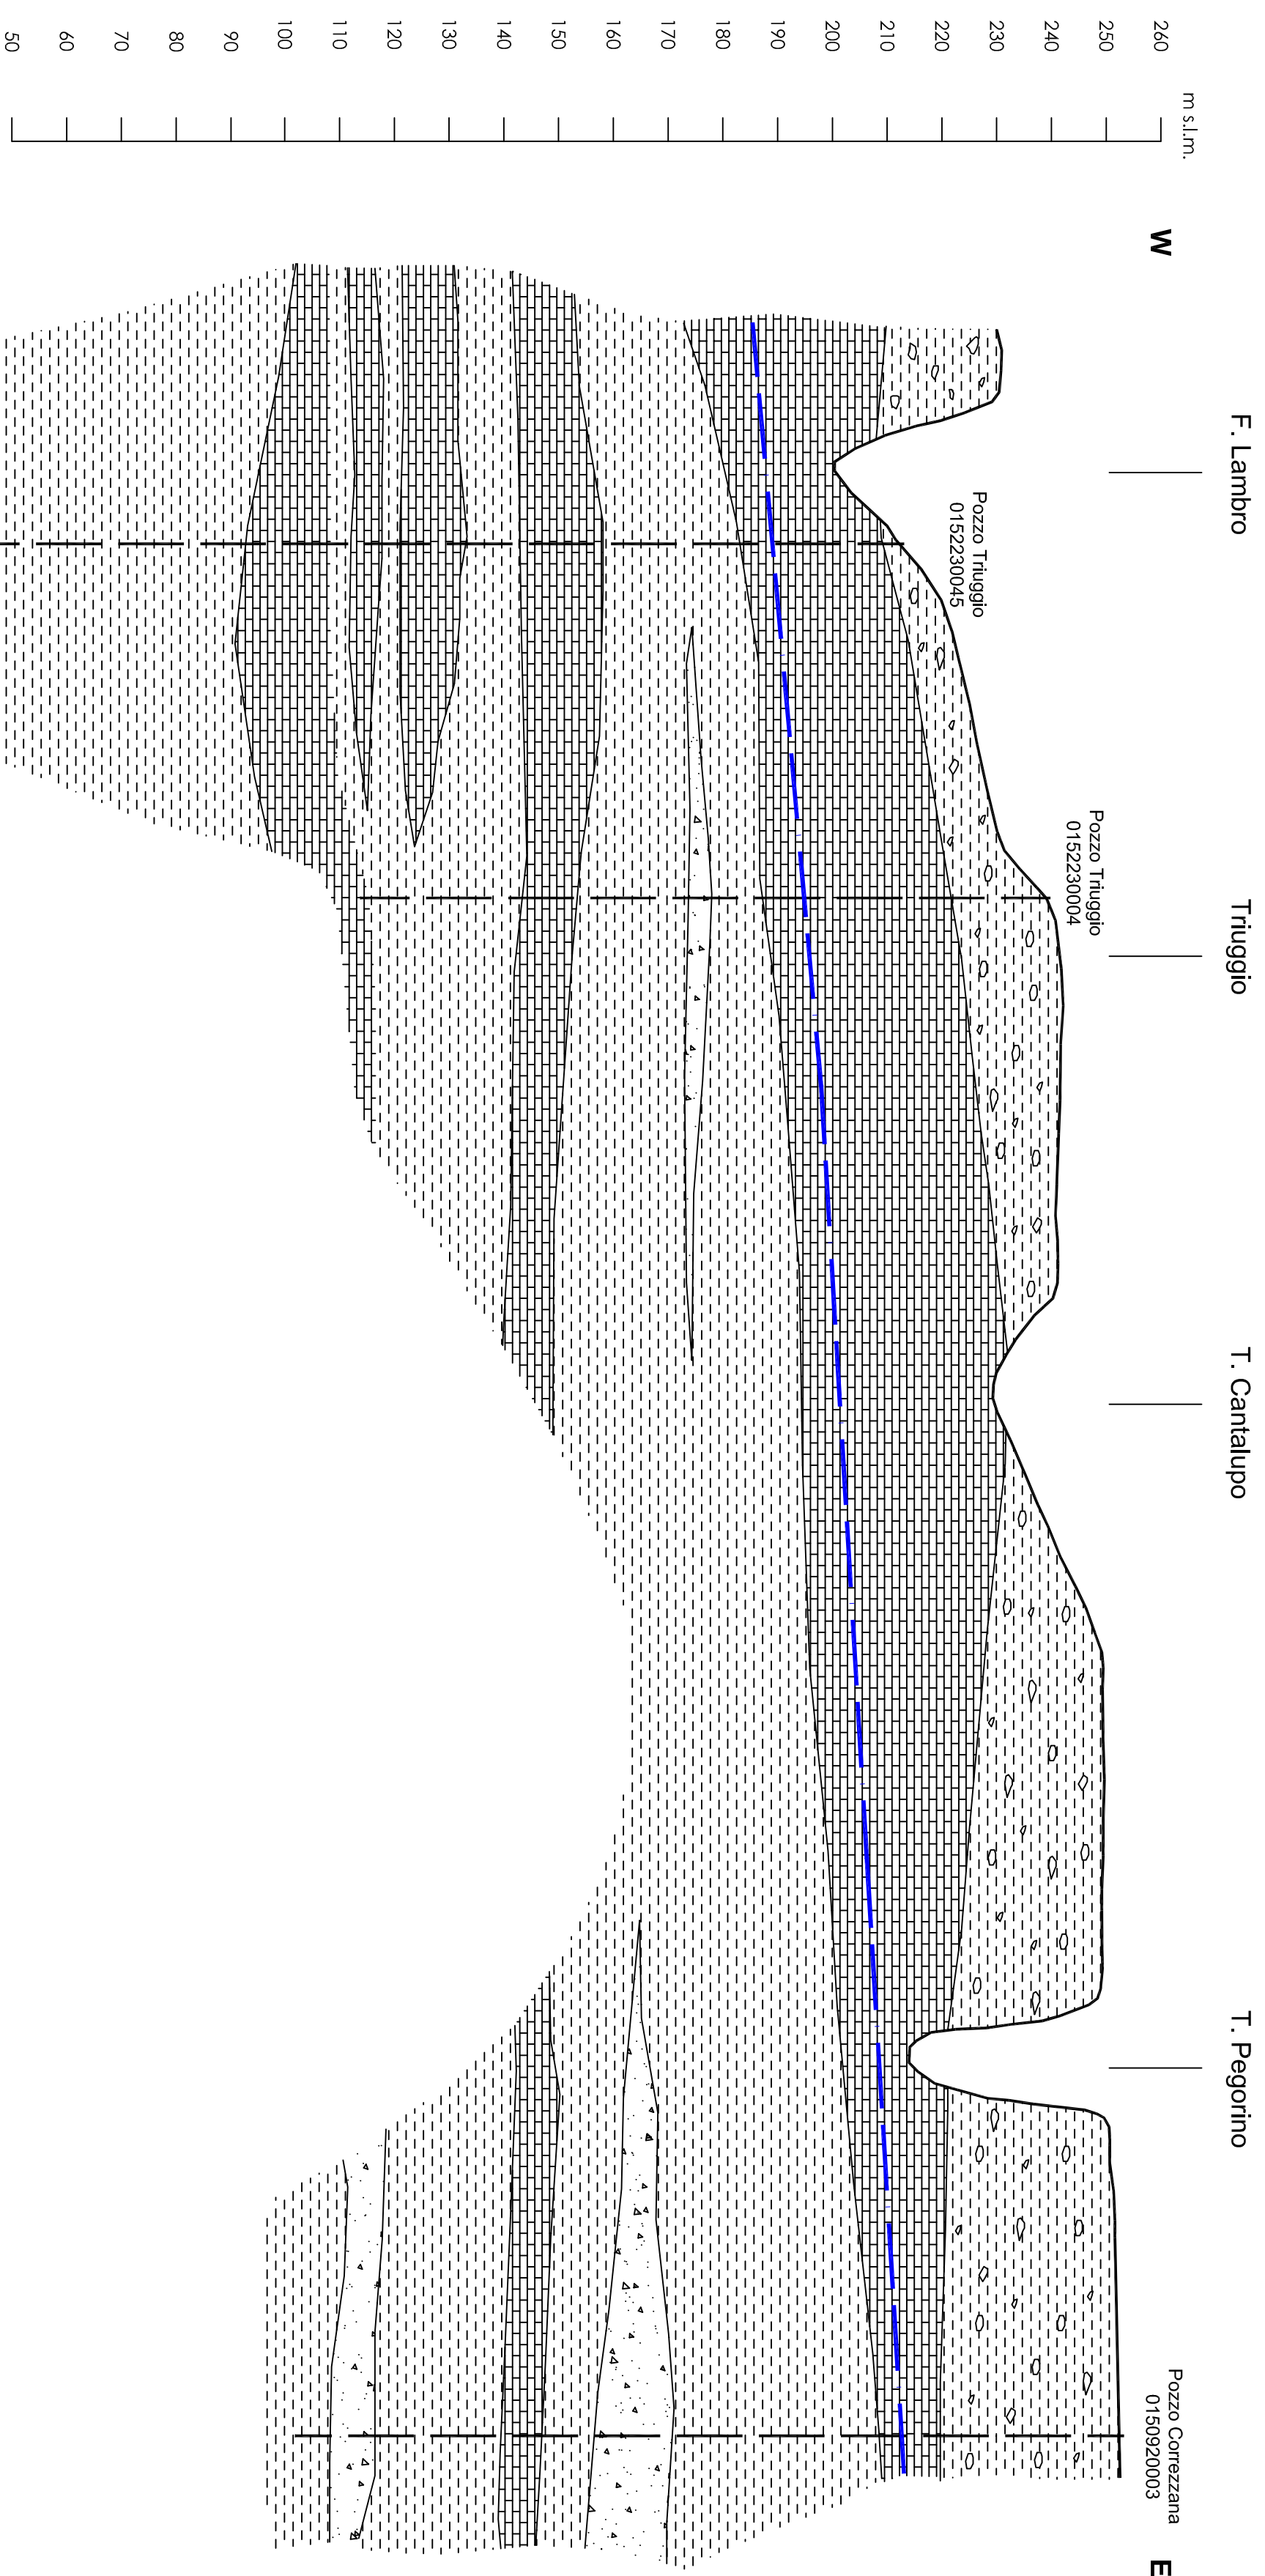 F. Lambro
Triuggio
T. Cantalupo
T. Pegorino
W
E
m s.l.m.
Pozzo Triuggio
0152230045
Pozzo Triuggio
0152230004
Pozzo Correzzana
0150920003
260
250
240
230
220
210
200
190
180
170
160
150
140
130
120
110
100
90
80
70
60
50